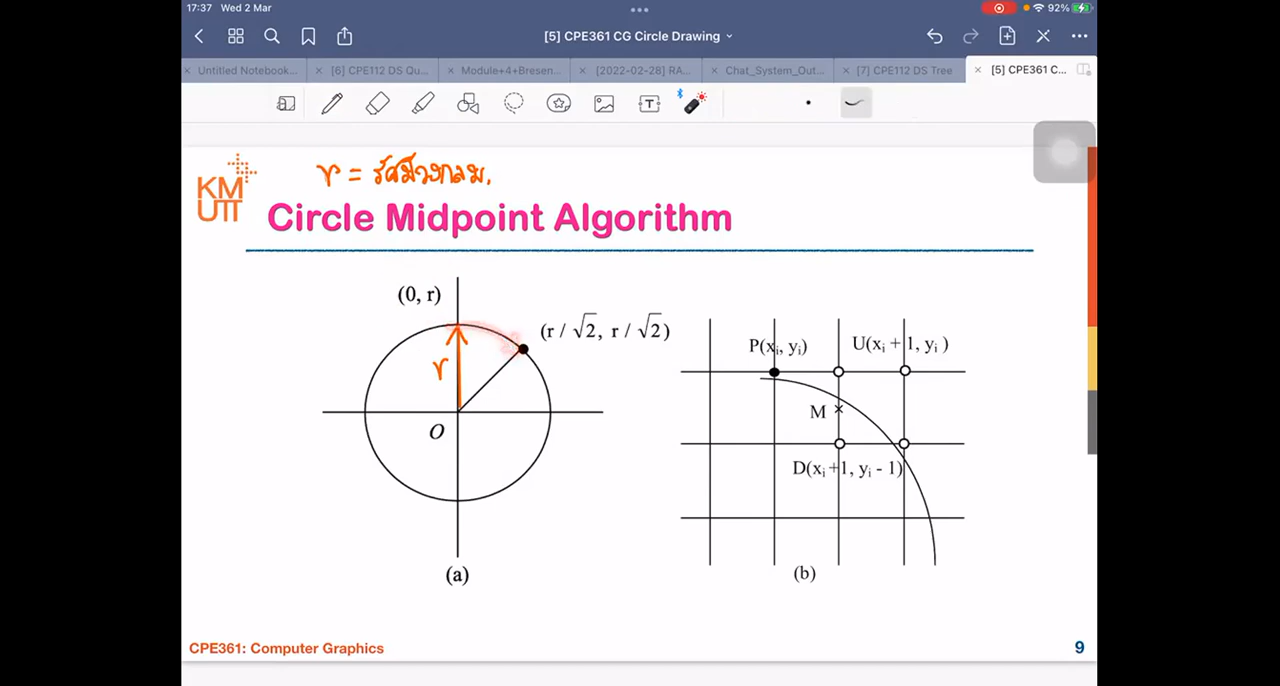 17:37 Wed 2 Mar
92%
[5] CPE361 CG Circle Drawing
Untitled Notebook...
[6] CPE112 DS Qu...
Module+4+Bresen...
[2022-02-28] RA...
Chat_System_Out...
[7] CPE112 DS Tree
[5] CPE361 C...
r = รัศมีวงกลม.
KM
UTT
Circle Midpoint Algorithm
(0, r)
(r / √2, r / √2)
r
O
(a)
P(xᵢ, yᵢ)
U(xᵢ + 1, yᵢ )
M
D(xᵢ +1, yᵢ - 1)
(b)
CPE361: Computer Graphics
9